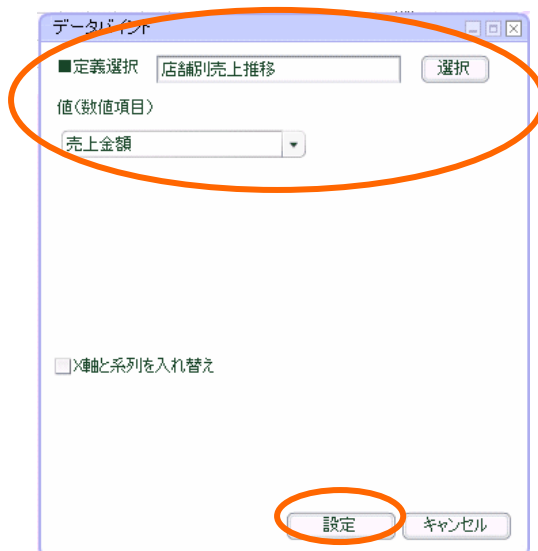 データバインド
■定義選択 店舗別売上推移 選択
値(数値項目)
売上金額
X軸と系列を入れ替え
設定 キャンセル